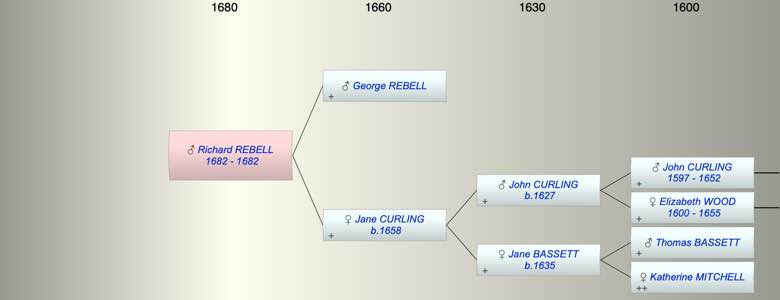 1680 1660 1630 1600
♂ George REBELL
+
♂ Richard REBELL
1682 - 1682
♂ John CURLING
1597 - 1652
+
♂ John CURLING
b.1627
+
♀ Elizabeth WOOD
1600 - 1655
+
♀ Jane CURLING
b.1658
+
♂ Thomas BASSETT
+
♀ Jane BASSETT
b.1635
+
♀ Katherine MITCHELL
++